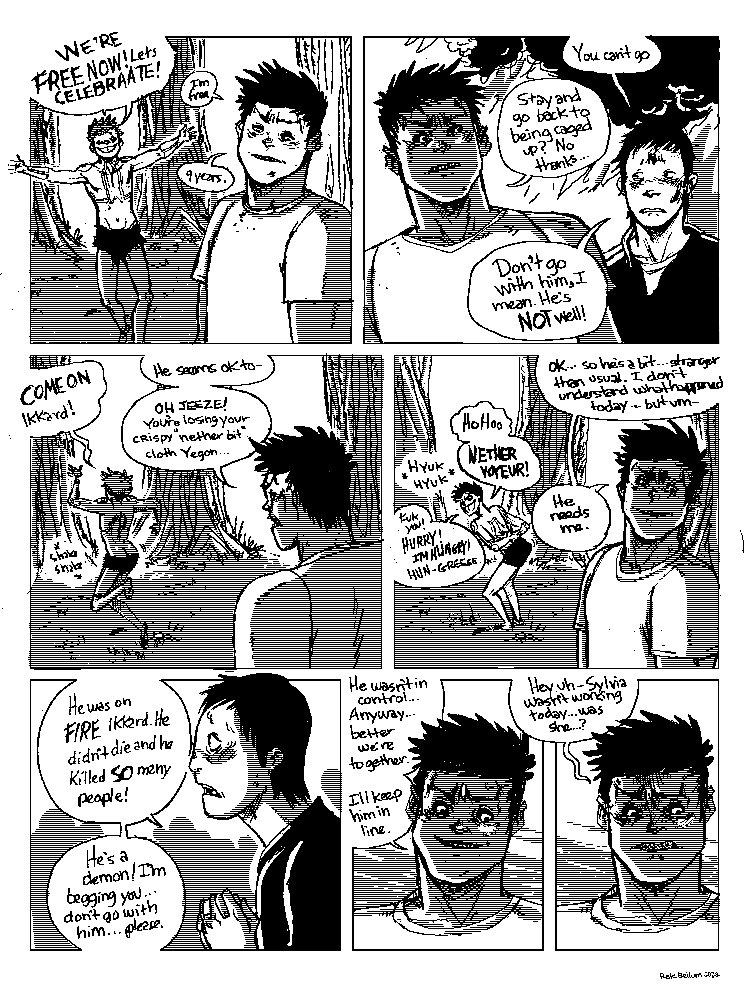 WE'RE
FREE NOW! Lets
CELEBRAATE!
I'm
free
9 years.
You can't go
Stay and
go back to
being caged
up? No
thanks...
Don't go
with him, I
mean. He's
NOT well!
COME ON
Ikkard!
He seems ok to-
OH JEEZE!
You're losing your
crispy "nether bit"
cloth Yegon...
*shake
shake*
OK... so he's a bit... stranger
than usual. I don't
understand what happened
today... but um-
HoHoo
NETHER
VOYEUR!
*HYUK
HYUK*
FUK
you!
HURRY!
I'M HUNGRY!
HUN-GREEEE
He
needs
me.
He was on
FIRE ikkard. He
didn't die and he
killed SO many
people!
He's a
demon! I'm
begging you...
don't go with
him... please.
He wasn't in
control...
Anyway...
better
we're
together.
I'll keep
him in
line.
Hey uh- Sylvia
wasn't working
today...was
she...?